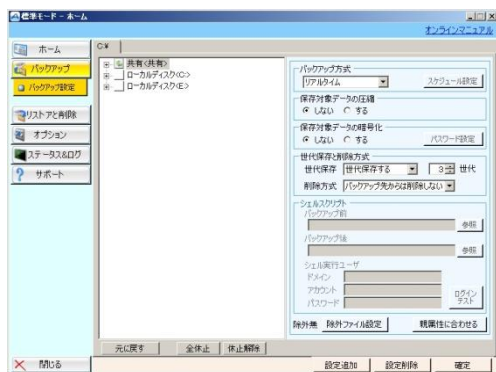 標準モード - ホーム
オンラインマニュアル
ホーム
バックアップ
バックアップ設定
リストアと削除
オプション
ステータス&ログ
サポート
閉じる
C:¥
共有<共有>
ローカルディスク<C>
ローカルディスク<E>
元に戻す
全休止
休止解除
バックアップ方式
リアルタイム
スケジュール設定
保存対象データの圧縮
しない する
保存対象データの暗号化
しない する
パスワード設定
世代保存と削除方式
世代保存 世代保存する 3 世代
削除方式 バックアップ先からは削除しない
シェルスクリプト
バックアップ前
参照
バックアップ後
参照
シェル実行ユーザ
ドメイン
アカウント
パスワード
ログイン
テスト
除外無 除外ファイル設定 親属性に合わせる
設定追加 設定削除 確定